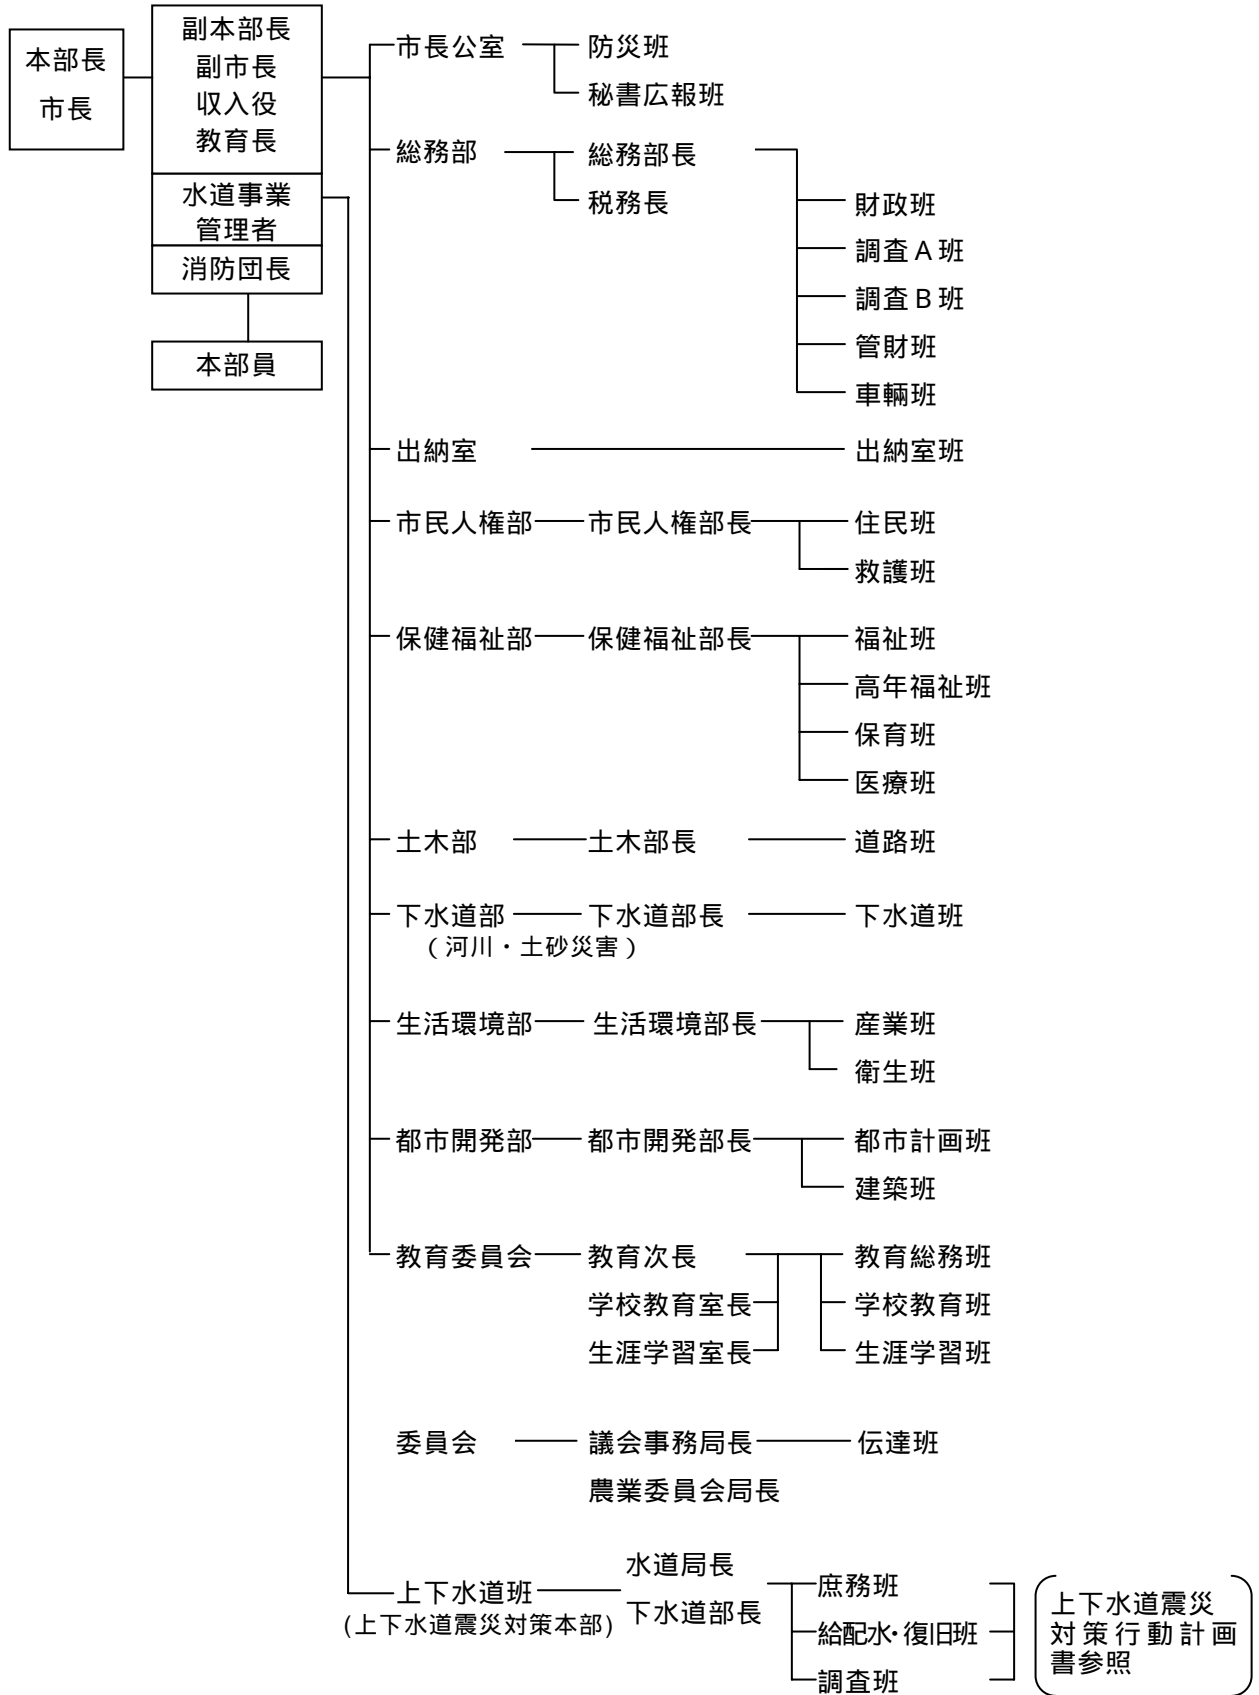 本部長
市長
副本部長
副市長
収入役
教育長
水道事業
管理者
消防団長
本部員
市長公室
防災班
秘書広報班
総務部
総務部長
税務長
財政班
調査A班
調査B班
管財班
車輛班
出納室
出納室班
市民人権部
市民人権部長
住民班
救護班
保健福祉部
保健福祉部長
福祉班
高年福祉班
保育班
医療班
土木部
土木部長
道路班
下水道部
下水道部長
下水道班
(河川・土砂災害)
生活環境部
生活環境部長
産業班
衛生班
都市開発部
都市開発部長
都市計画班
建築班
教育委員会
教育次長
教育総務班
学校教育室長
学校教育班
生涯学習室長
生涯学習班
委員会
議会事務局長
伝達班
農業委員会局長
上下水道班
(上下水道震災対策本部)
水道局長
下水道部長
庶務班
給配水・復旧班
調査班
上下水道震災
対策行動計画
書参照